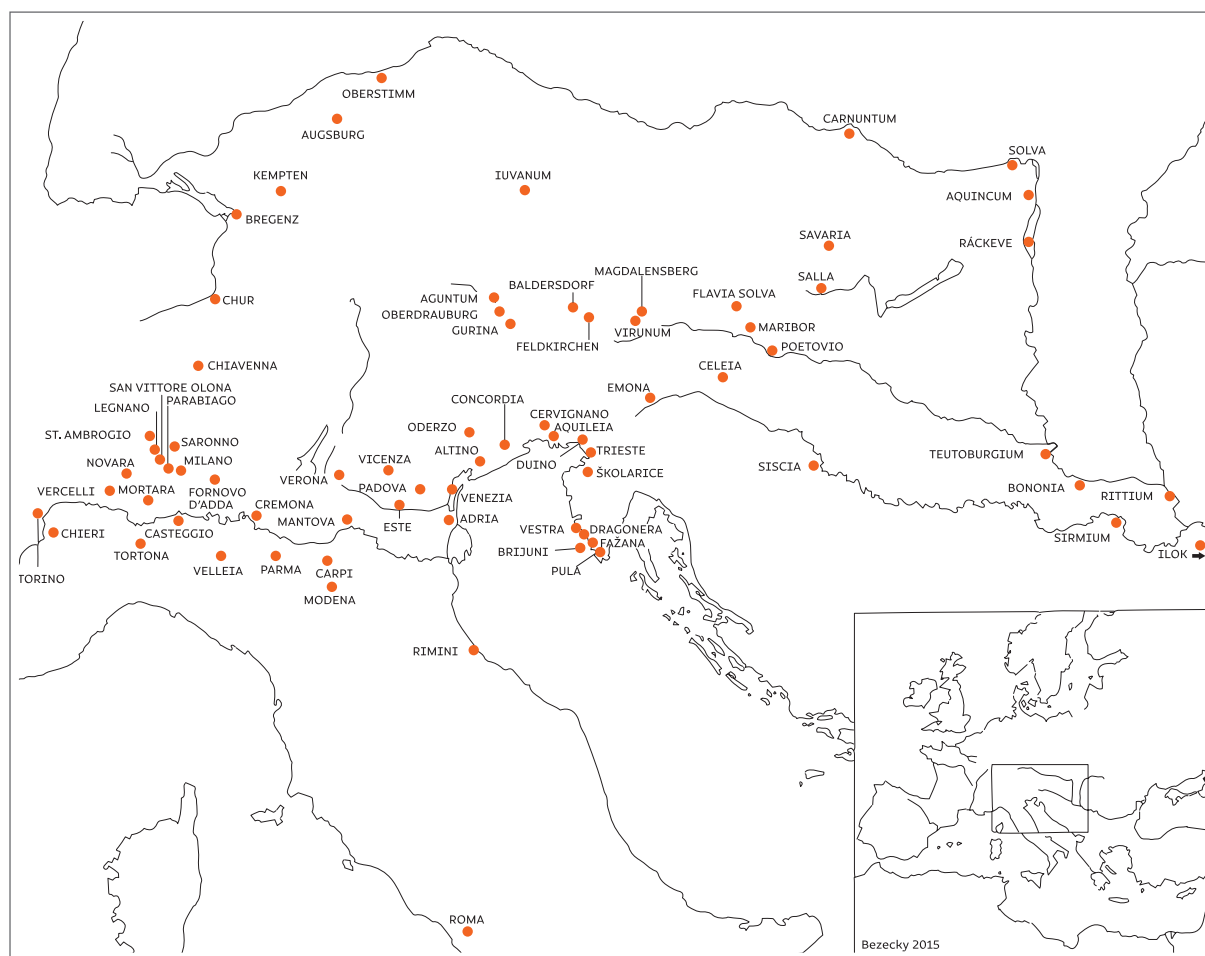 OBERSTIMM
AUGSBURG
CARNUNTUM
SOLVA
KEMPTEN
IUVANUM
AQUINCUM
BREGENZ
SAVARIA
RÁCKEVE
MAGDALENSBERG
SALLA
BALDERSDORF
FLAVIA SOLVA
CHUR
AGUNTUM
OBERDRAUBURG
GURINA
VIRUNUM
MARIBOR
FELDKIRCHEN
POETOVIO
CHIAVENNA
CELEIA
SAN VITTORE OLONA
EMONA
PARABIAGO
LEGNANO
CONCORDIA
CERVIGNANO
ST. AMBROGIO
ODERZO
AQUILEIA
SARONNO
TRIESTE
NOVARA
MILANO
VICENZA
ALTINO
DUINO
TEUTOBURGIUM
VERONA
ŠKOLARICE
SISCIA
VERCELLI
MORTARA
FORNOVO
D'ADDA
PADOVA
VENEZIA
BONONIA
RITTIUM
CREMONA
MANTOVA
ESTE
ADRIA
VESTRA
DRAGONERA
CHIERI
CASTEGGIO
FAŽANA
SIRMIUM
TORTONA
BRIJUNI
ILOK
TORINO
VELLEIA
PARMA
CARPI
PULA
MODENA
RIMINI
ROMA
Bezecky 2015